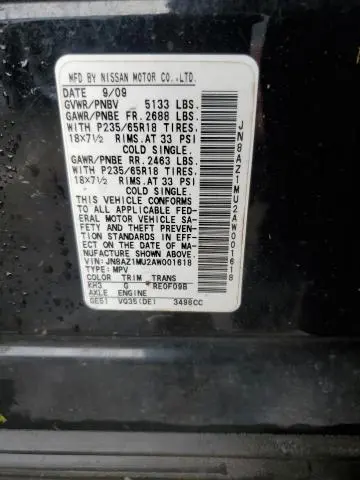 MFD BY NISSAN MOTOR CO.,LTD.
DATE 9/09
GVWR/PNBV 5133 LBS.
GAWR/PNBE FR. 2688 LBS.
WITH P235/65R18 TIRES,
18X7½ RIMS,AT 33 PSI
COLD SINGLE.
GAWR/PNBE RR. 2463 LBS.
WITH P235/65R18 TIRES,
18X7½ RIMS,AT 33 PSI
COLD SINGLE.
THIS VEHICLE CONFORMS
TO ALL APPLICABLE FED-
ERAL MOTOR VEHICLE SA-
FETY AND THEFT PREVENT-
ION STANDARDS IN EFFECT
ON THE DATE OF MA-
NUFACTURE SHOWN ABOVE.
VIN:JN8AZ1MU2AW001618
TYPE:MPV
COLOR TRIM TRANS
KH3 G RE0F09B
AXLE ENGINE
GE51 VQ35(DE) 3498CC
JN8AZ1MU2AW001618